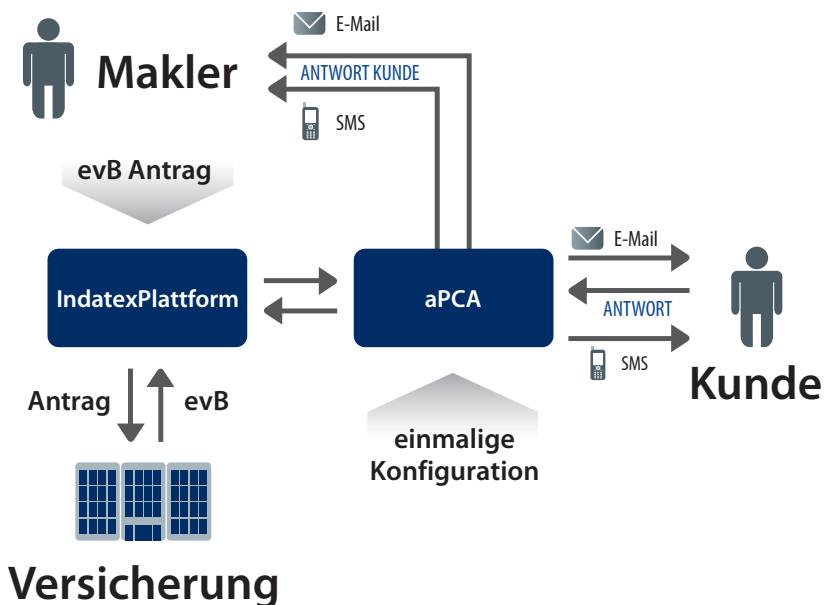 E-Mail
Makler
ANTWORT KUNDE
SMS
evB Antrag
E-Mail
IndatexPlattform
aPCA
ANTWORT
SMS
Kunde
Antrag
evB
einmalige
Konfiguration
Versicherung